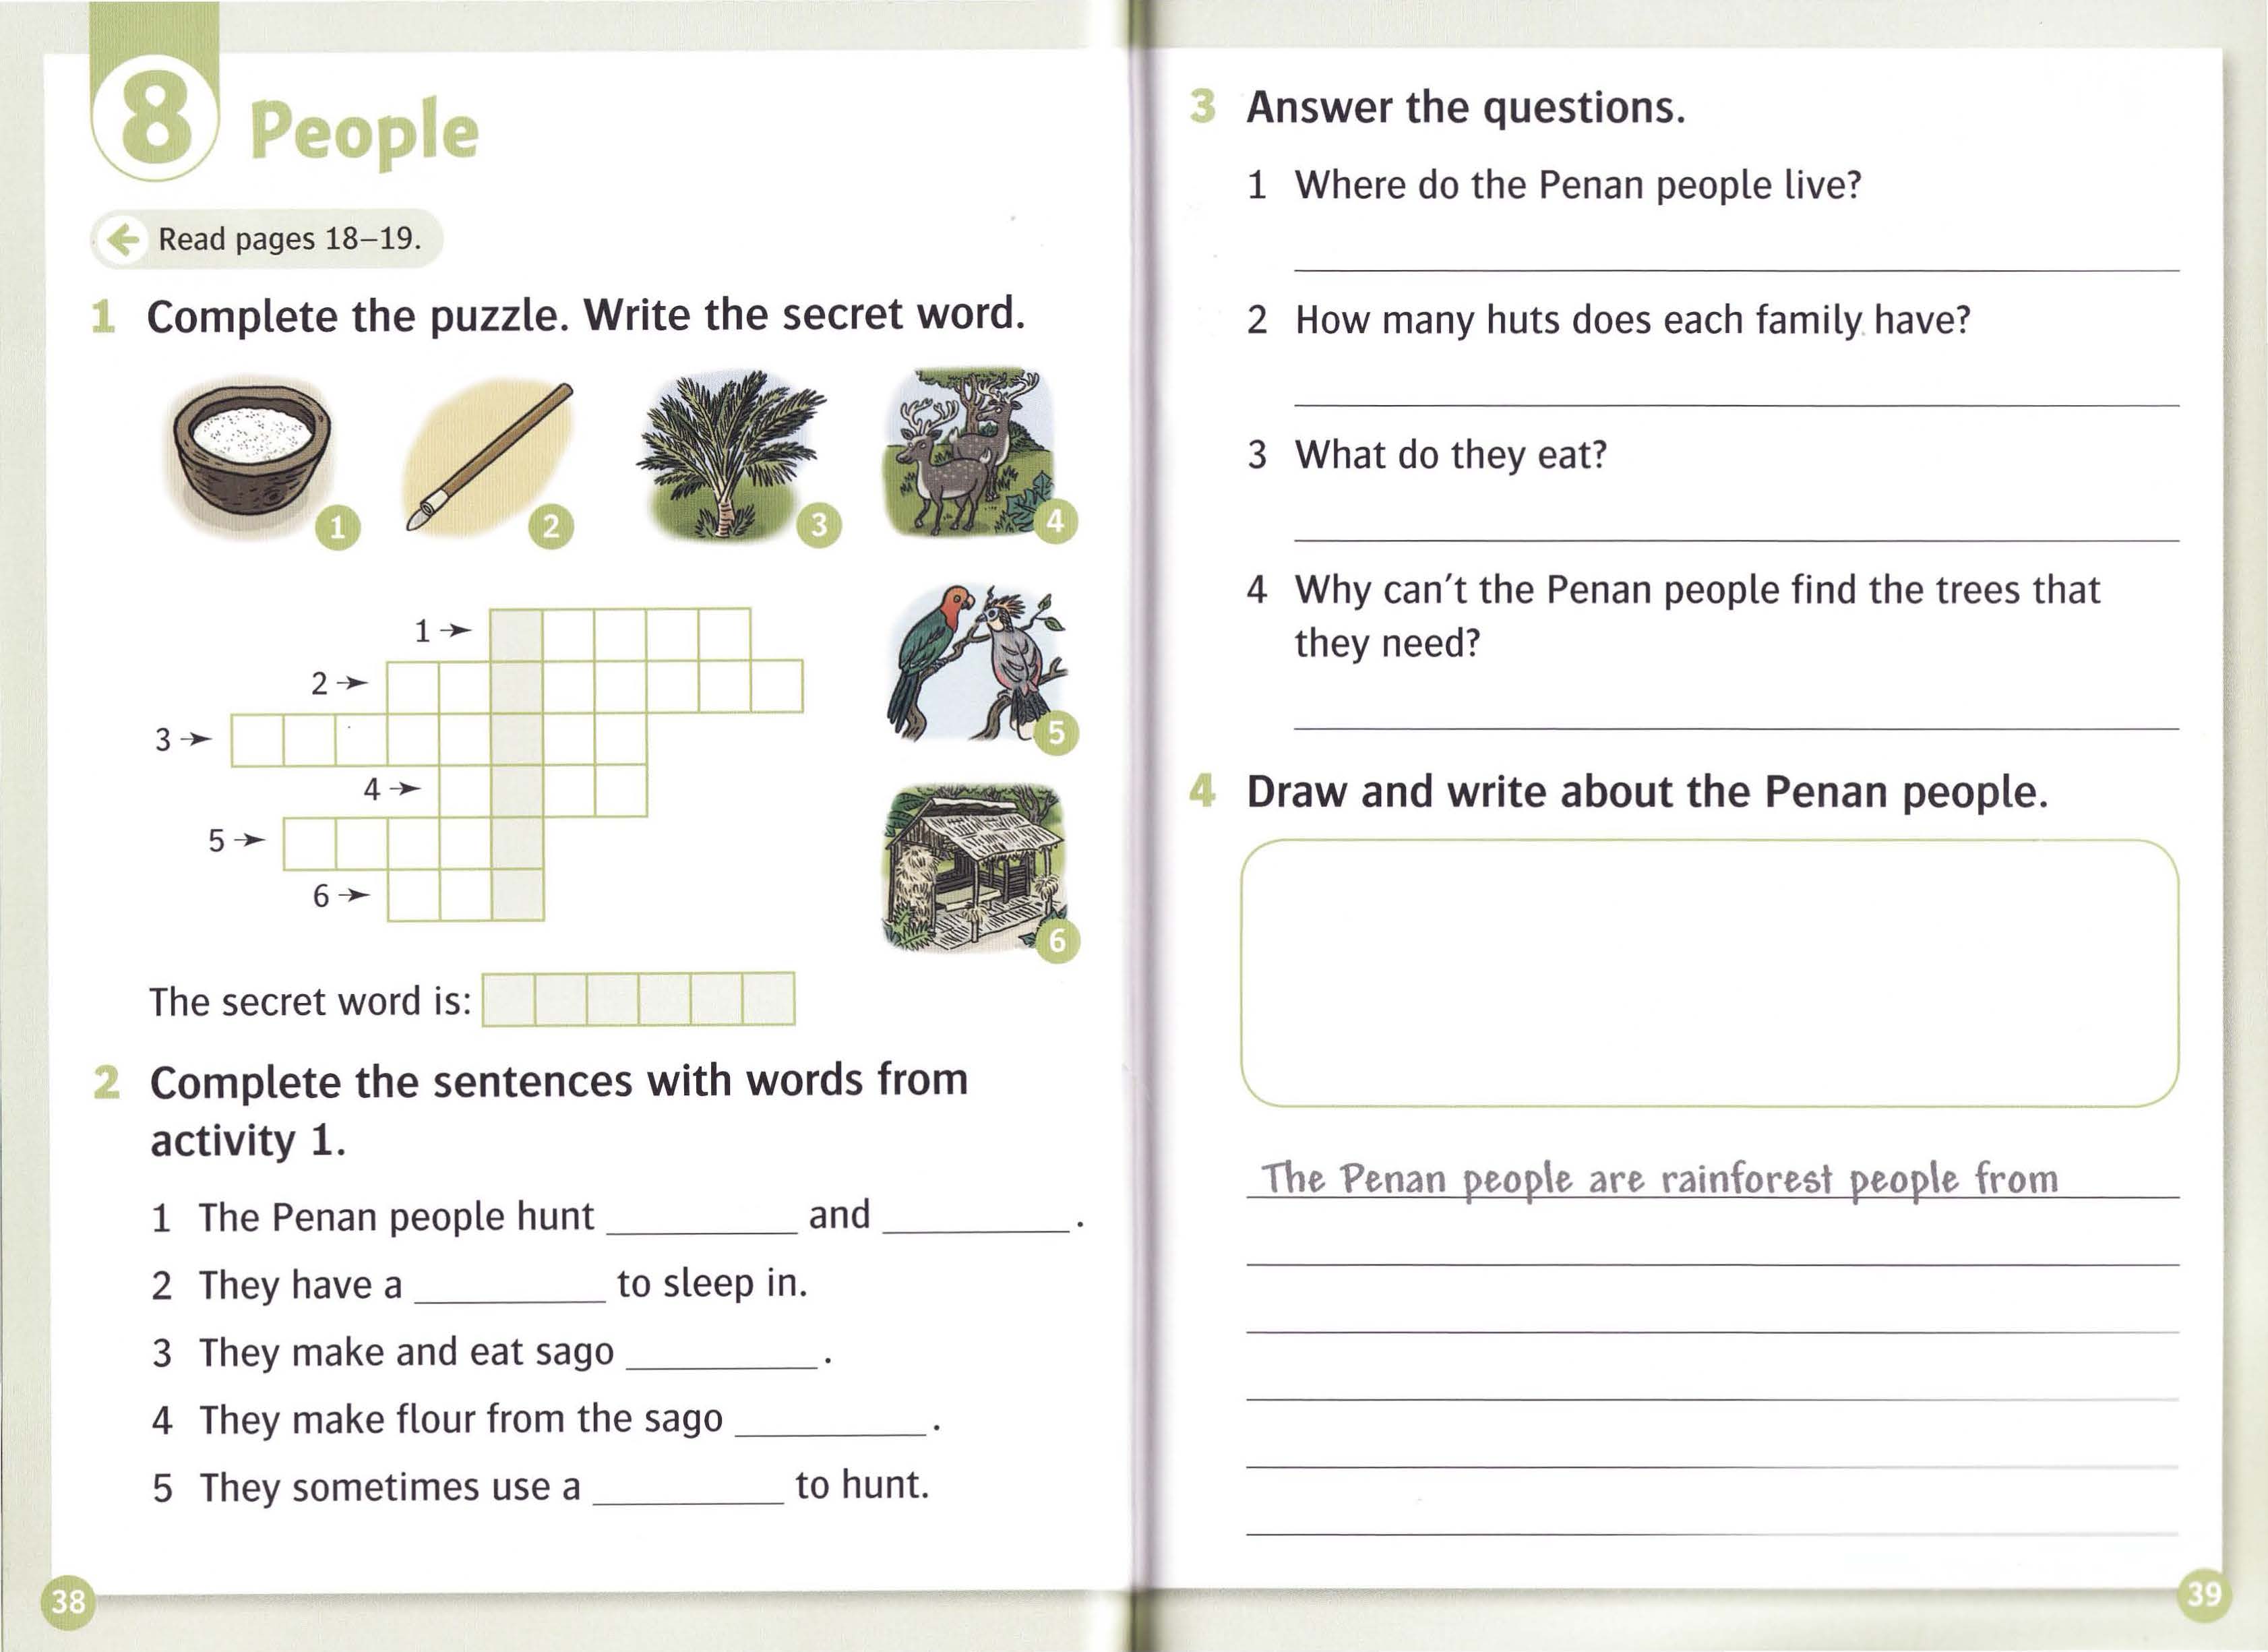 8 People
Read pages 18–19.
1 Complete the puzzle. Write the secret word.
1
2
3
4
5
6
1
2
3
4
5
6
The secret word is:
2 Complete the sentences with words from
activity 1.
1 The Penan people hunt __________ and __________ .
2 They have a __________ to sleep in.
3 They make and eat sago __________ .
4 They make flour from the sago __________ .
5 They sometimes use a __________ to hunt.
38
3 Answer the questions.
1 Where do the Penan people live?
2 How many huts does each family have?
3 What do they eat?
4 Why can't the Penan people find the trees that
they need?
4 Draw and write about the Penan people.
The Penan people are rainforest people from
39